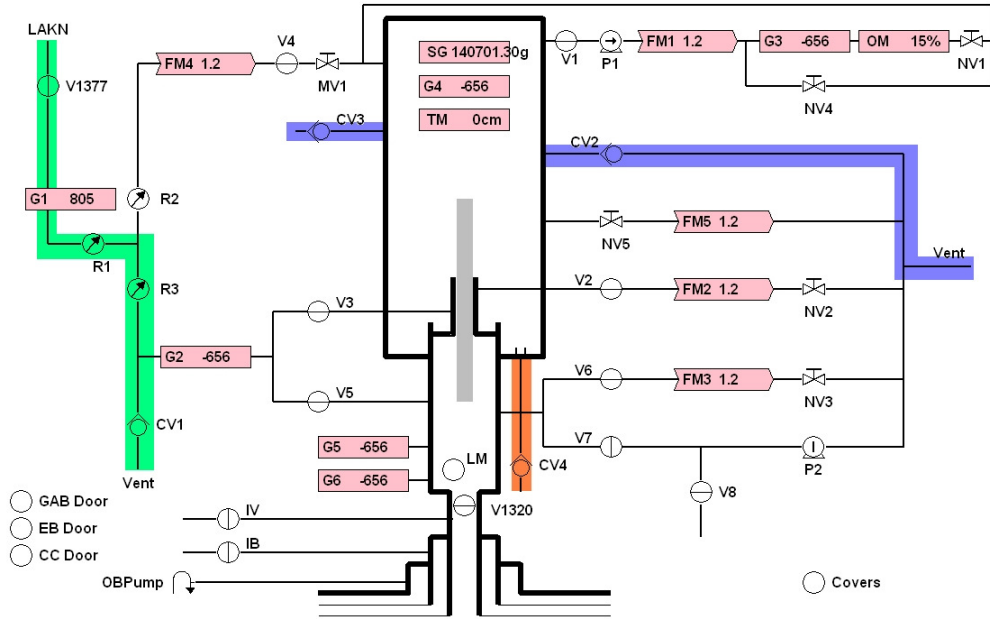 LAKN
V1377
FM4 1.2
V4
MV1
SG 140701.30g
G4 -656
TM 0cm
V1
P1
FM1 1.2
G3 -656
OM 15%
NV1
NV4
CV3
CV2
G1 805
R2
R1
R3
NV5
FM5 1.2
Vent
V3
V2
FM2 1.2
NV2
G2 -656
V5
V6
FM3 1.2
NV3
CV1
V7
P2
G5 -656
G6 -656
LM
CV4
V8
Vent
V1320
GAB Door
EB Door
CC Door
IV
IB
OBPump
Covers